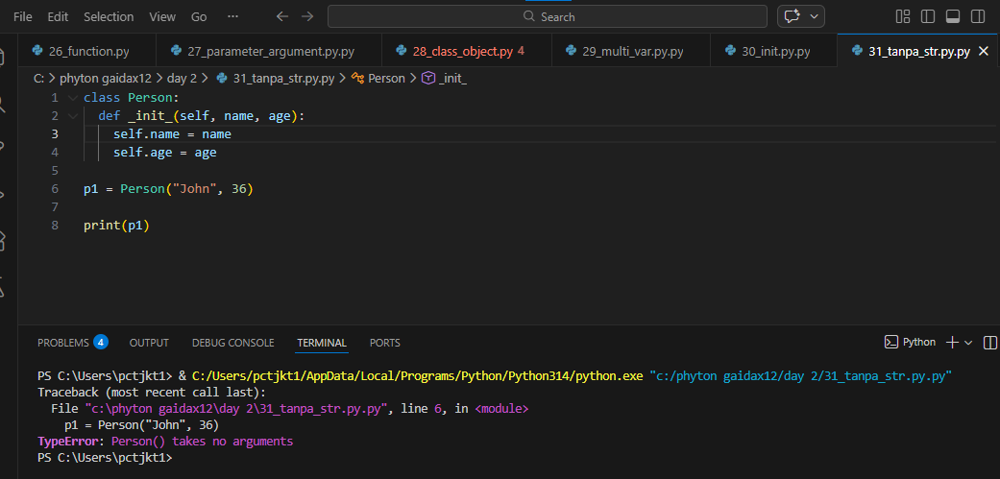 File Edit Selection View Go ··· Search
26_function.py 27_parameter_argument.py.py 28_class_object.py 4 29_multi_var.py.py 30_init.py.py 31_tanpa_str.py.py
C: > phyton gaidax12 > day 2 > 31_tanpa_str.py.py > Person > _init_
1 class Person:
2 def _init_(self, name, age):
3 self.name = name
4 self.age = age
5
6 p1 = Person("John", 36)
7
8 print(p1)
PROBLEMS 4 OUTPUT DEBUG CONSOLE TERMINAL PORTS Python
PS C:\Users\pctjkt1> & C:/Users/pctjkt1/AppData/Local/Programs/Python/Python314/python.exe "c:/phyton gaidax12/day 2/31_tanpa_str.py.py"
Traceback (most recent call last):
File "c:\phyton gaidax12\day 2\31_tanpa_str.py.py", line 6, in <module>
p1 = Person("John", 36)
TypeError: Person() takes no arguments
PS C:\Users\pctjkt1>